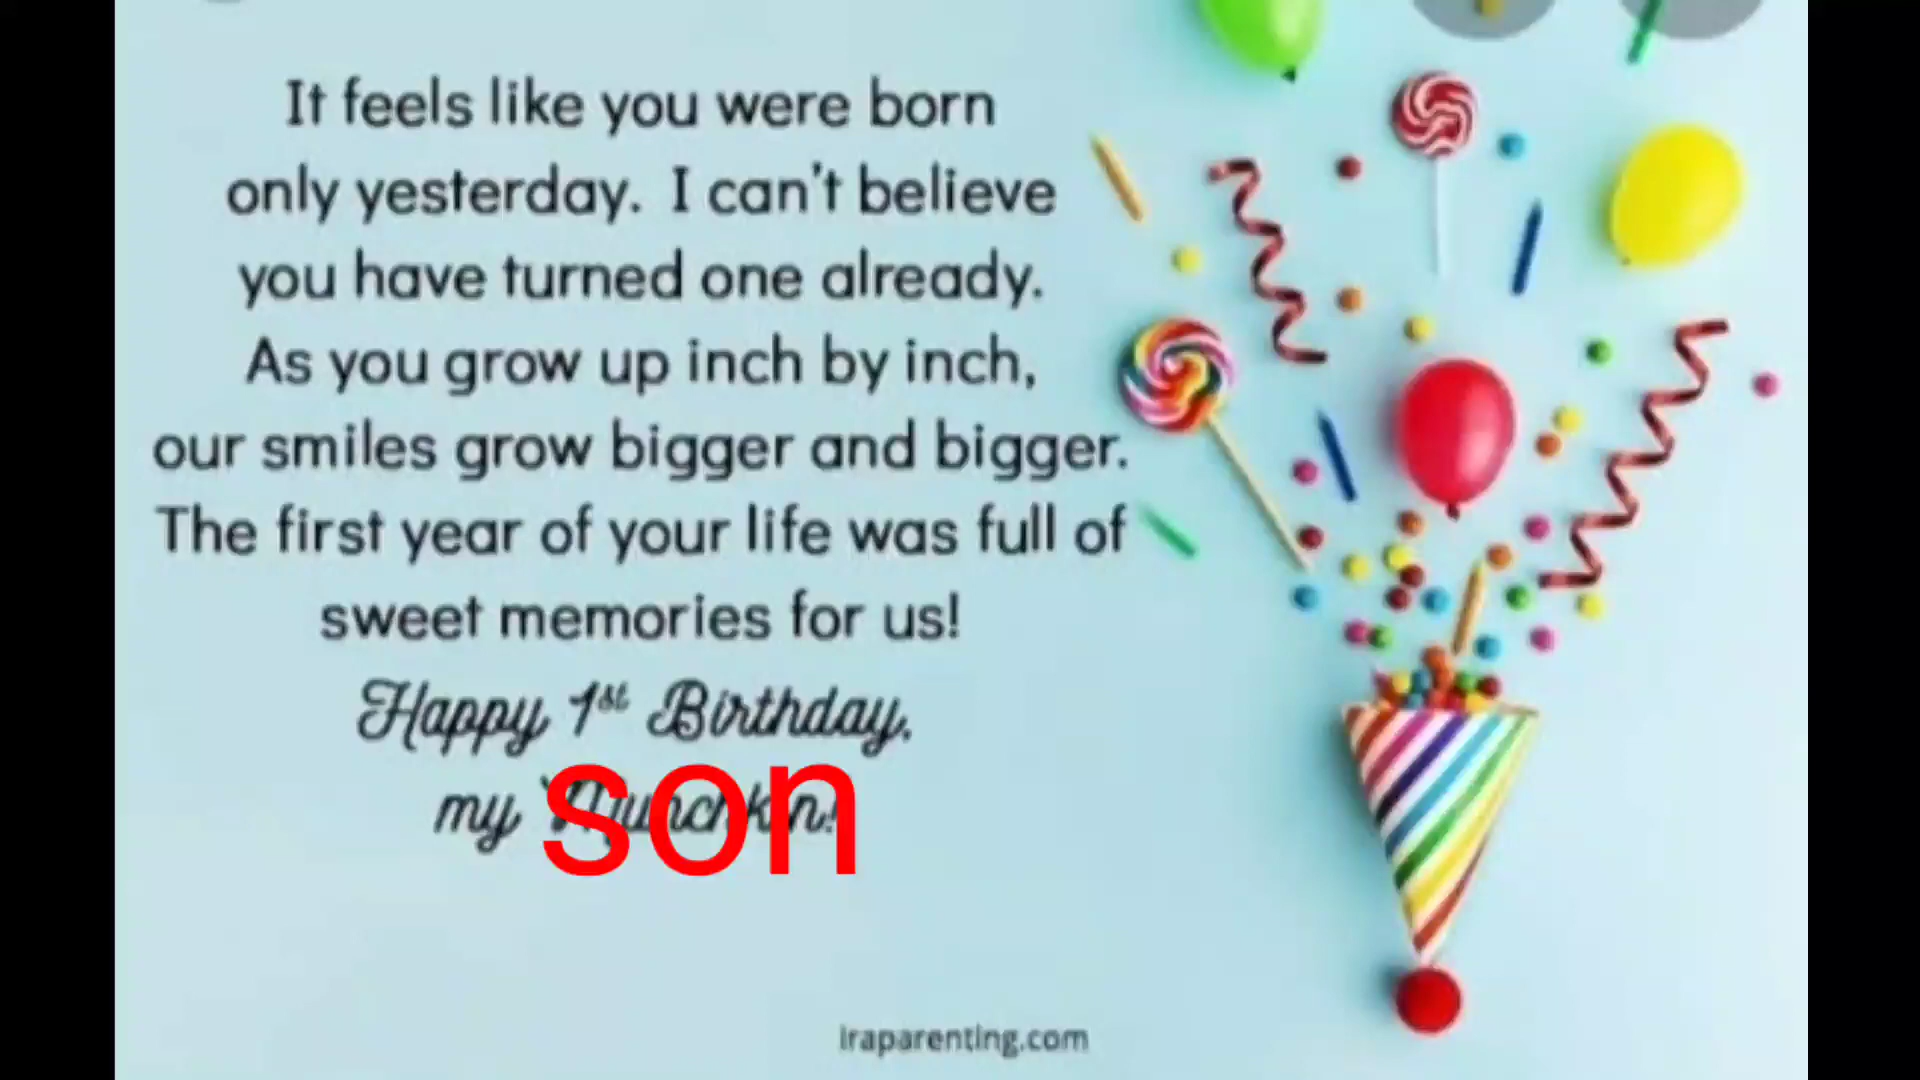 It feels like you were born
only yesterday. I can't believe
you have turned one already.
As you grow up inch by inch,
our smiles grow bigger and bigger.
The first year of your life was full of
sweet memories for us!
Happy 1st Birthday,
my Munchkin!
son
iraparenting.com